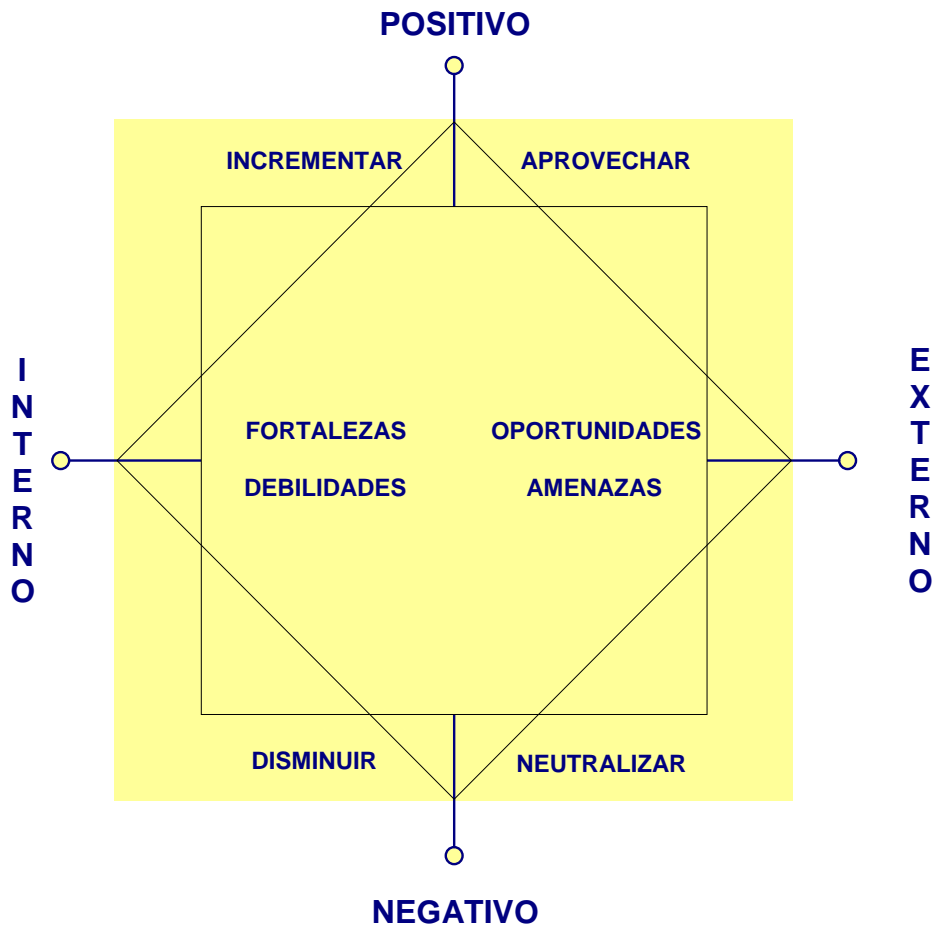 POSITIVO
INCREMENTAR
APROVECHAR
INTERNO
FORTALEZAS
OPORTUNIDADES
DEBILIDADES
AMENAZAS
EXTERNO
DISMINUIR
NEUTRALIZAR
NEGATIVO